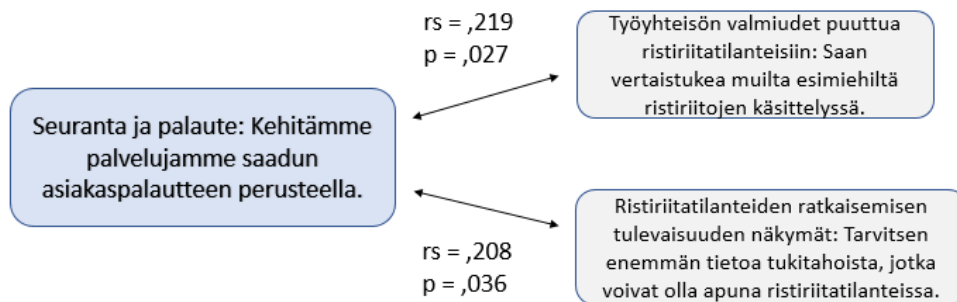 rs = ,219
p = ,027
Työyhteisön valmiudet puuttua
ristiriitatilanteisiin: Saan
vertaistukea muilta esimiehiltä
ristiriitojen käsittelyssä.
Seuranta ja palaute: Kehitämme
palvelujamme saadun
asiakaspalautteen perusteella.
Ristiriitatilanteiden ratkaisemisen
tulevaisuuden näkymät: Tarvitsen
enemmän tietoa tukitahoista, jotka
voivat olla apuna ristiriitatilanteissa.
rs = ,208
p = ,036